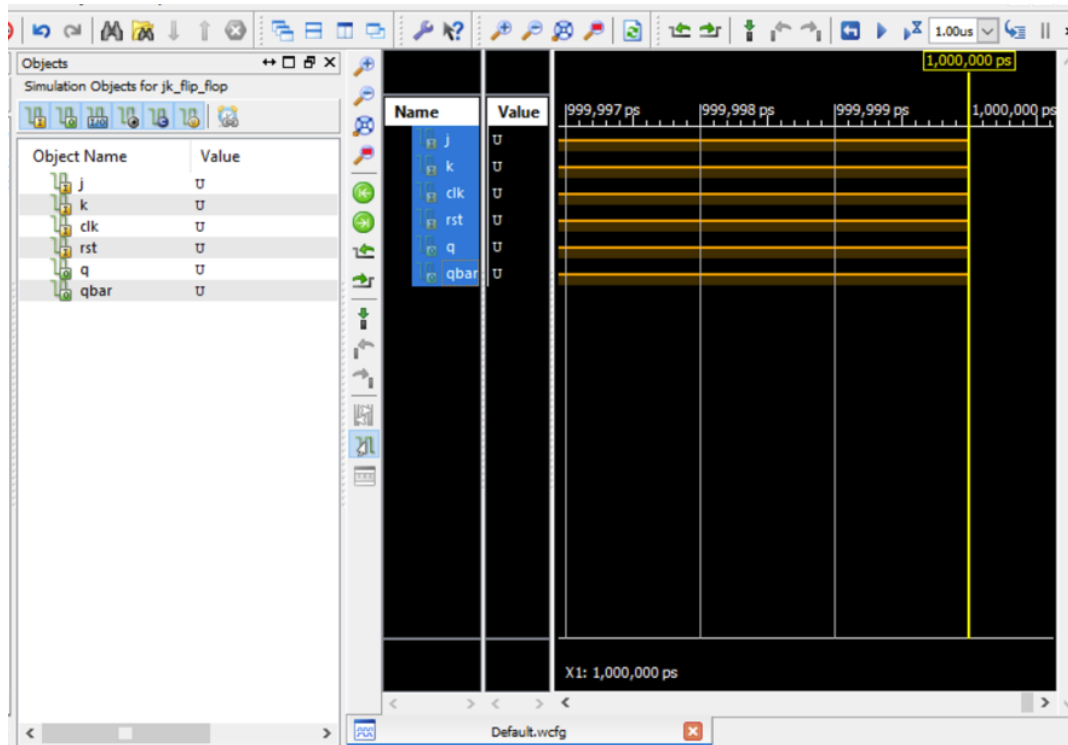 1.00us
Objects
Simulation Objects for jk_flip_flop
Object Name Value
j U
k U
clk U
rst U
q U
qbar U
Name Value
j U
k U
clk U
rst U
q U
qbar U
1,000,000 ps
999,997 ps 999,998 ps 999,999 ps 1,000,000 ps
X1: 1,000,000 ps
Default.wcfg